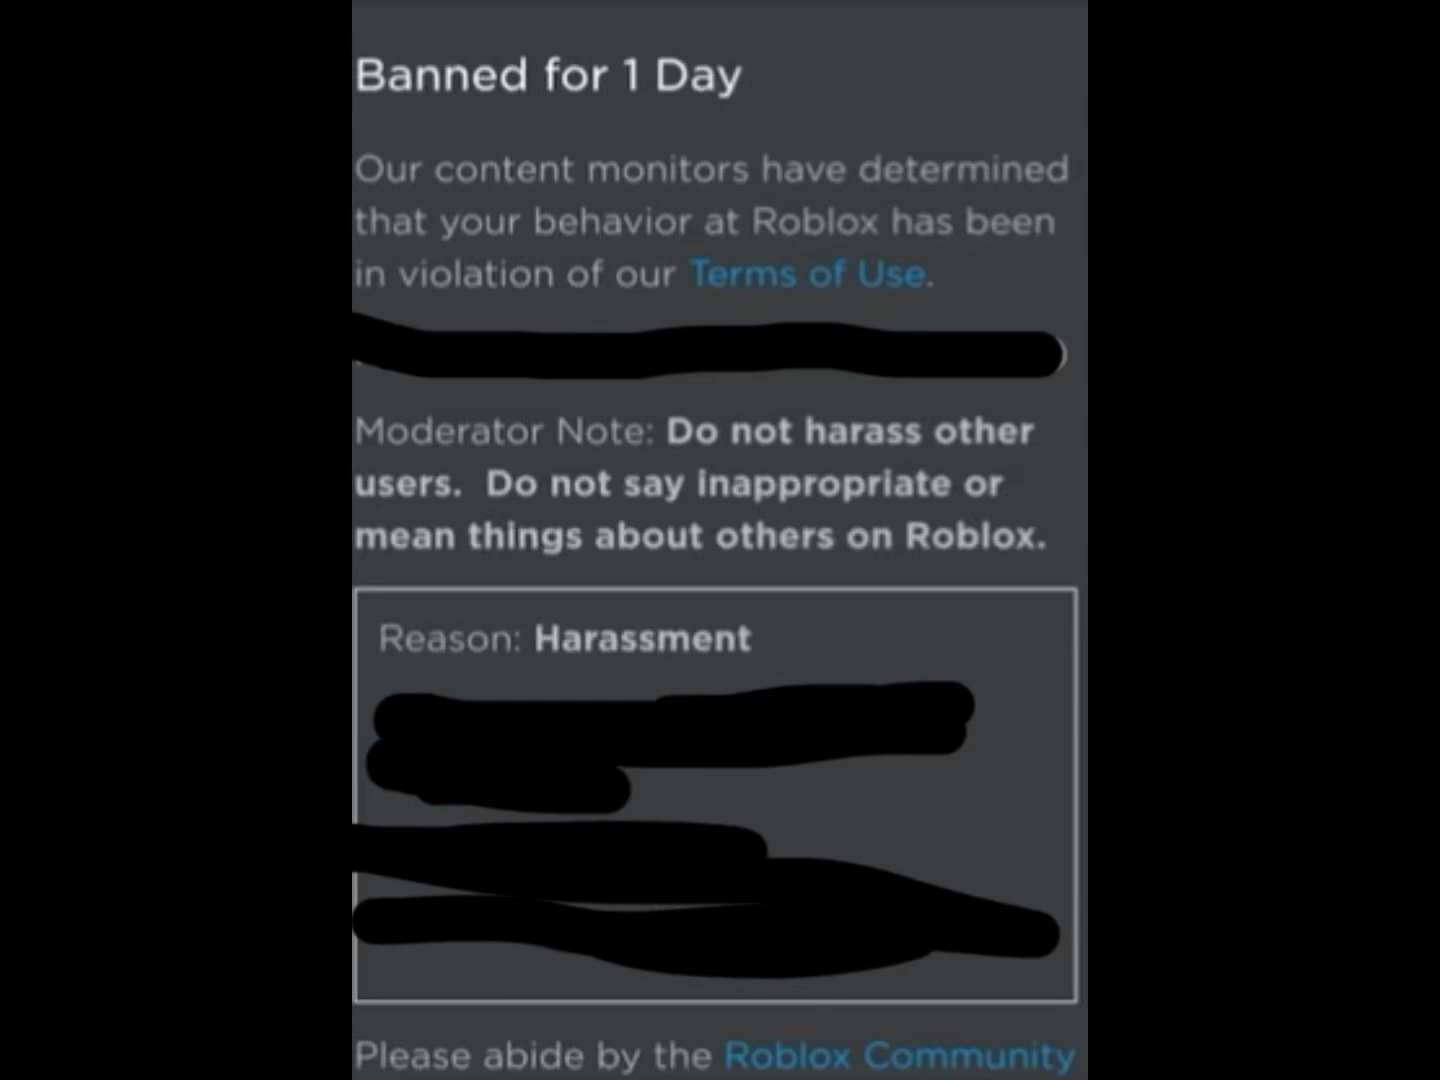 Banned for 1 Day
Our content monitors have determined
that your behavior at Roblox has been
in violation of our Terms of Use.
Moderator Note: Do not harass other
users.  Do not say inappropriate or
mean things about others on Roblox.
Reason: Harassment
Please abide by the Roblox Community